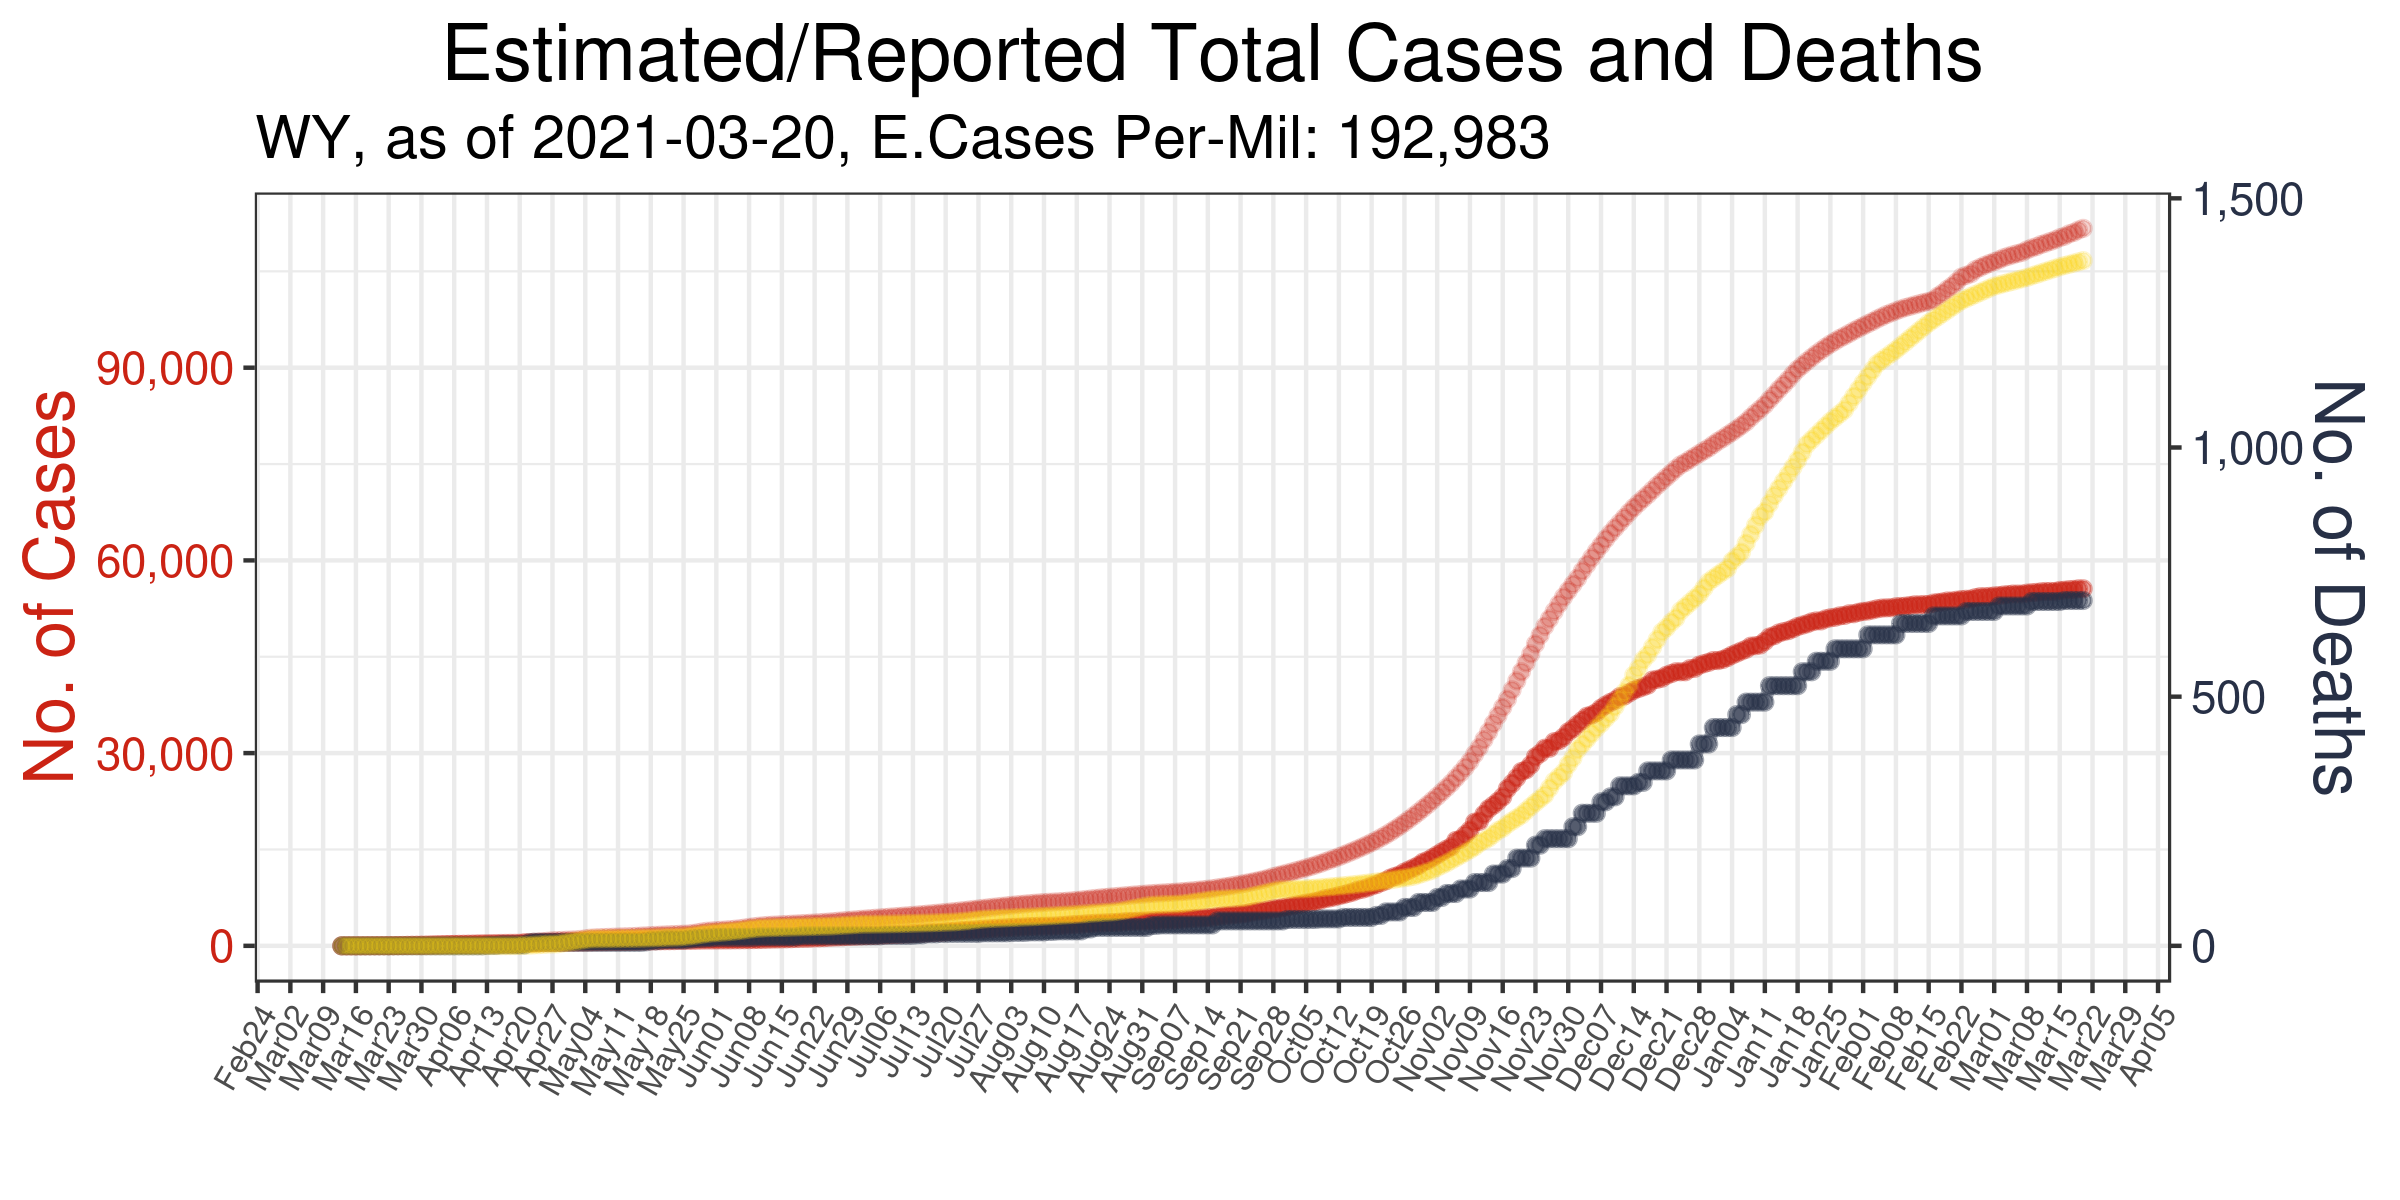 Estimated/Reported Total Cases and Deaths
WY, as of 2021-03-20, E.Cases Per-Mil: 192,983
No. of Cases
90,000
60,000
30,000
0
1,500
1,000
500
0
No. of Deaths
Feb24
Mar02
Mar09
Mar16
Mar23
Mar30
Apr06
Apr13
Apr20
Apr27
May04
May11
May18
May25
Jun01
Jun08
Jun15
Jun22
Jun29
Jul06
Jul13
Jul20
Jul27
Aug03
Aug10
Aug17
Aug24
Aug31
Sep07
Sep14
Sep21
Sep28
Oct05
Oct12
Oct19
Oct26
Nov02
Nov09
Nov16
Nov23
Nov30
Dec07
Dec14
Dec21
Dec28
Jan04
Jan11
Jan18
Jan25
Feb01
Feb08
Feb15
Feb22
Mar01
Mar08
Mar15
Mar22
Mar29
Apr05